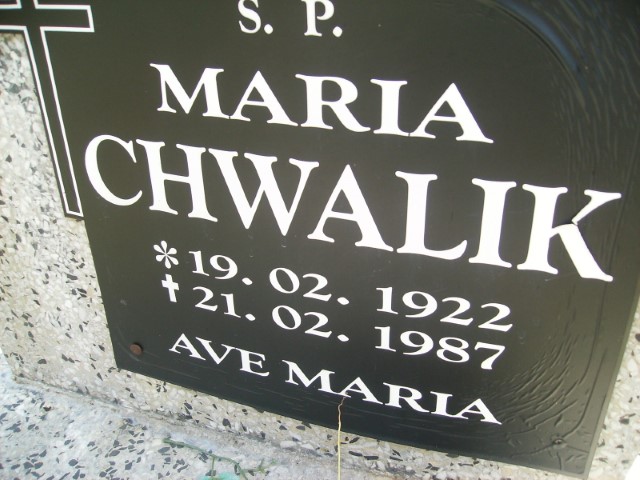 S. P.
MARIA
CHWALIK
* 19. 02. 1922
† 21. 02. 1987
AVE MARIA